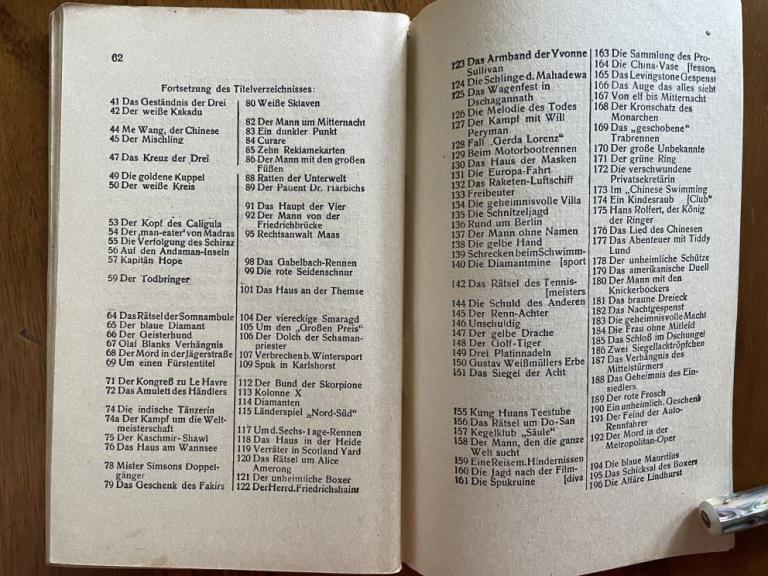 62
Fortsetzung des Titelverzeichnisses:
41 Das Geständnis der Drei
42 Der weiße Kakadu
44 Me Wang, der Chinese
45 Der Mischling
47 Das Kreuz der Drei
49 Die goldene Kuppel
50 Der weiße Kreis
53 Der Kopf des Caligula
54 Der „man-eater" von Madras
55 Die Verfolgung des Schiraz
56 Auf den Andaman-Inseln
57 Kapitän Hope
59 Der Todbringer
64 Das Rätsel der Somnambule
65 Der blaue Diamant
66 Der Geisterhund
67 Olaf Blanks Verhängnis
68 Der Mord in der Jägerstraße
69 Um einen Fürstentitel
71 Der Kongreß zu Le Havre
72 Das Amulett des Händlers
74 Die indische Tänzerin
74a Der Kampf um die Welt-
meisterschaft
75 Der Kaschmir-Shawl
76 Das Haus am Wannsee
78 Mister Simsons Doppel-
gänger
79 Das Geschenk des Fakirs
80 Weiße Sklaven
82 Der Mann um Mitternacht
83 Ein dunkler Punkt
84 Curare
85 Zehn Reklamekarten
86 Der Mann mit den großen
Füßen
88 Ratten der Unterwelt
89 Der Patient Dr. Harbichs
91 Das Haupt der Vier
92 Der Mann von der
Friedrichbrücke
95 Rechtsanwalt Maas
98 Das Gabelbach-Rennen
99 Die rote Seidenschnur
101 Das Haus an der Themse
104 Der viereckige Smaragd
105 Um den „Großen Preis"
106 Der Dolch der Schaman-
priester
107 Verbrechen b. Wintersport
109 Spuk in Karlshorst
112 Der Bund der Skorpione
113 Kolonne X
114 Diamanten
115 Länderspiel „Nord-Süd"
117 Um d. Sechs-Tage-Rennen
118 Das Haus in der Heide
119 Verräter in Scotland Yard
120 Das Rätsel um Alice
Amerong
121 Der unheimliche Boxer
122 Der Herr d. Friedrichshain
123 Das Armband der Yvonne
Sullivan
124 Die Schlinge d. Mahadewa
125 Das Wagenfest in
Dschagannath
126 Die Melodie des Todes
127 Der Kampf mit Will
Peryman
128 Fall „Gerda Lorenz"
129 Beim Motorbootrennen
130 Das Haus der Masken
131 Die Europa-Fahrt
132 Das Raketen-Luftschiff
133 Freibeuter
134 Die geheimnisvolle Villa
135 Die Schnitzeljagd
136 Rund um Berlin
137 Der Mann ohne Namen
138 Die gelbe Hand
139 Schrecken beim Schwimm-
140 Die Diamantmine [sport
142 Das Rätsel des Tennis-
[meisters
144 Die Schuld des Anderen
145 Der Renn-Achter
146 Unschuldig
147 Der gelbe Drache
148 Der Golf-Tiger
149 Drei Platinnadeln
150 Gustav Weißmüllers Erbe
151 Das Siegel der Acht
155 Kung Huans Teestube
156 Das Rätsel um Do-San
157 Kegelklub „Säule"
158 Der Mann, den die ganze
Welt sucht
159 Eine Reise m. Hindernissen
160 Die Jagd nach der Film-
161 Die Spukruine [diva
163 Die Sammlung des Pro-
164 Die China-Vase [fessors
165 Das Levingstone Gespenst
166 Das Auge das alles sieht
167 Von elf bis Mitternacht
168 Der Kronschatz des
Monarchen
169 Das „geschobene"
Trabrennen
170 Der große Unbekannte
171 Der grüne Ring
172 Die verschwundene
Privatsekretärin
173 Im „Chinese Swimming
174 Ein Kindesraub [Club"
175 Hans Rolfert, der König
der Ringer
176 Das Lied des Chinesen
177 Das Abenteuer mit Tiddy
Lund
178 Der unheimliche Schütze
179 Das amerikanische Duell
180 Der Mann mit den
Knickerbockers
181 Das braune Dreieck
182 Das Nachtgespenst
183 Die geheimnisvolle Macht
184 Die Frau ohne Mitleid
185 Das Schloß im Dschungel
186 Zwei Siegellacktröpfchen
187 Das Verhängnis des
Mittelstürmers
188 Das Geheimnis des Ein-
siedlers
189 Der rote Frosch
190 Ein unheimlich. Geschenk
191 Der Feind der Auto-
Rennfahrer
192 Der Mord in der
Metropolitan-Oper
194 Die blaue Mauritius
195 Das Schicksal des Boxers
196 Die Affäre Lindhurst